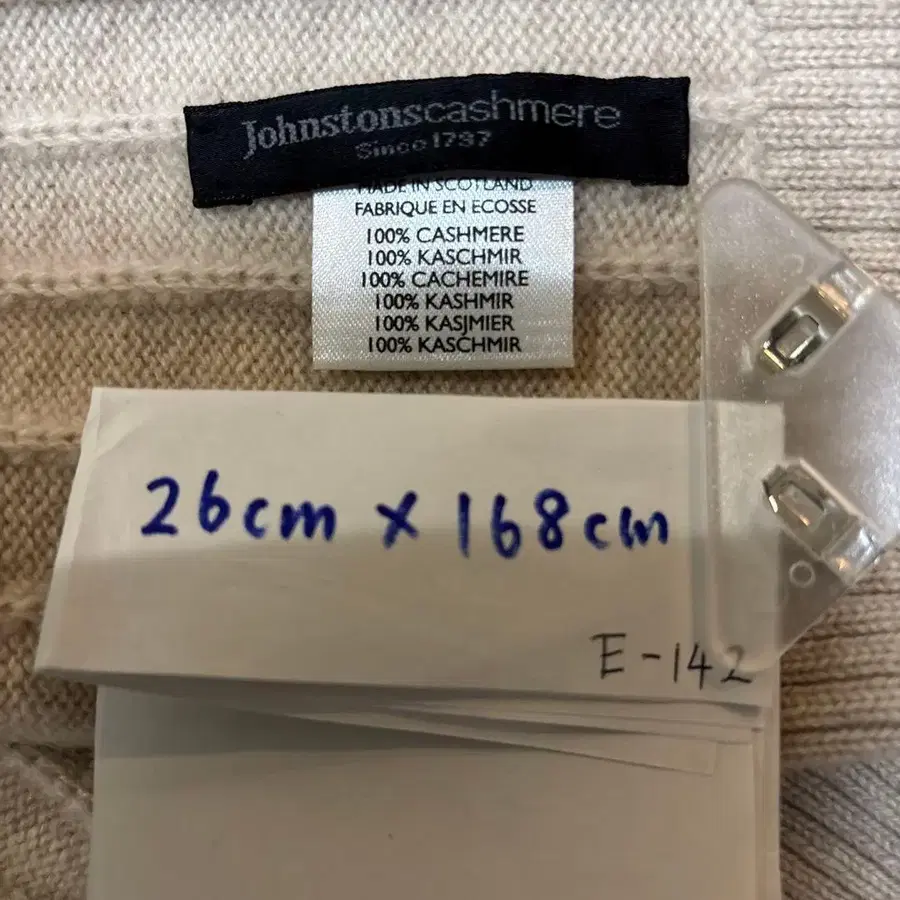 Johnstonscashmere
Since 1797
MADE IN SCOTLAND
FABRIQUE EN ECOSSE
100% CASHMERE
100% KASCHMIR
100% CACHEMIRE
100% KASHMIR
100% KASJMIER
100% KASCHMIR
26cm x 168cm
E-142